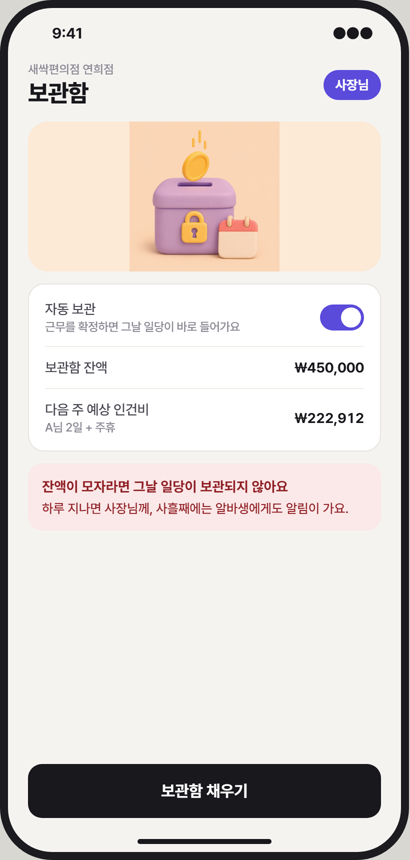 9:41
새싹편의점 연희점
보관함
사장님
자동 보관
근무를 확정하면 그날 일당이 바로 들어가요
보관함 잔액
₩450,000
다음 주 예상 인건비
A님 2일 + 주휴
₩222,912
잔액이 모자라면 그날 일당이 보관되지 않아요
하루 지나면 사장님께, 사흘째에는 알바생에게도 알림이 가요.
보관함 채우기